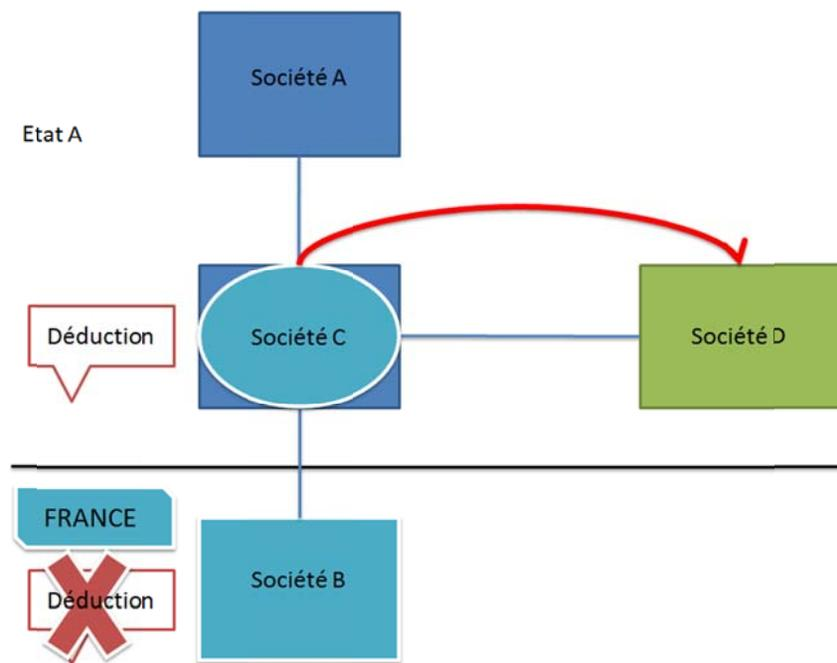 Société A
Etat A
Déduction
Société C
Société D
FRANCE
Déduction
Société B